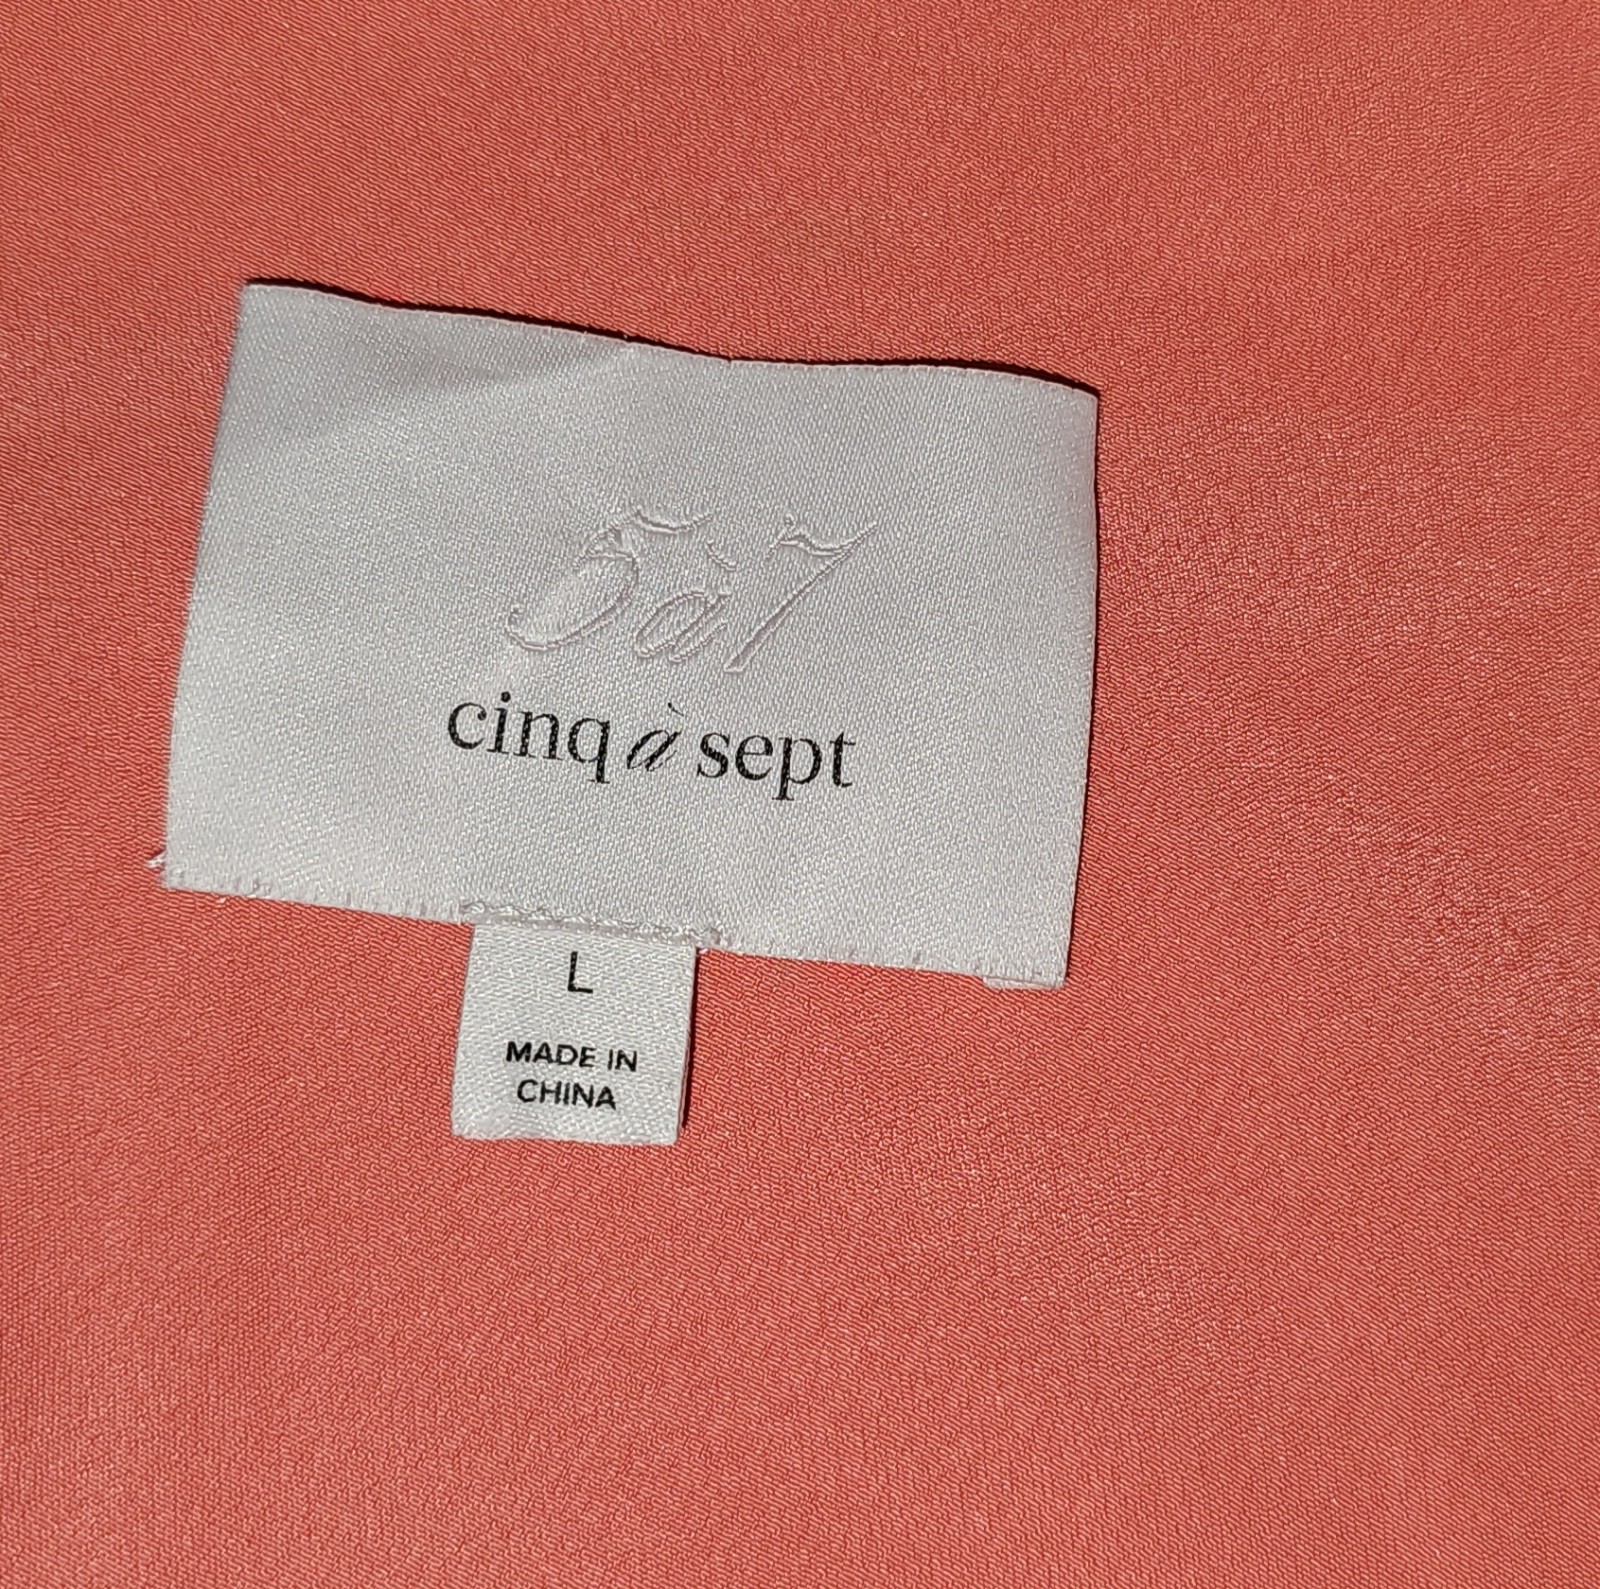 5à7
cinq à sept
L
MADE IN
CHINA